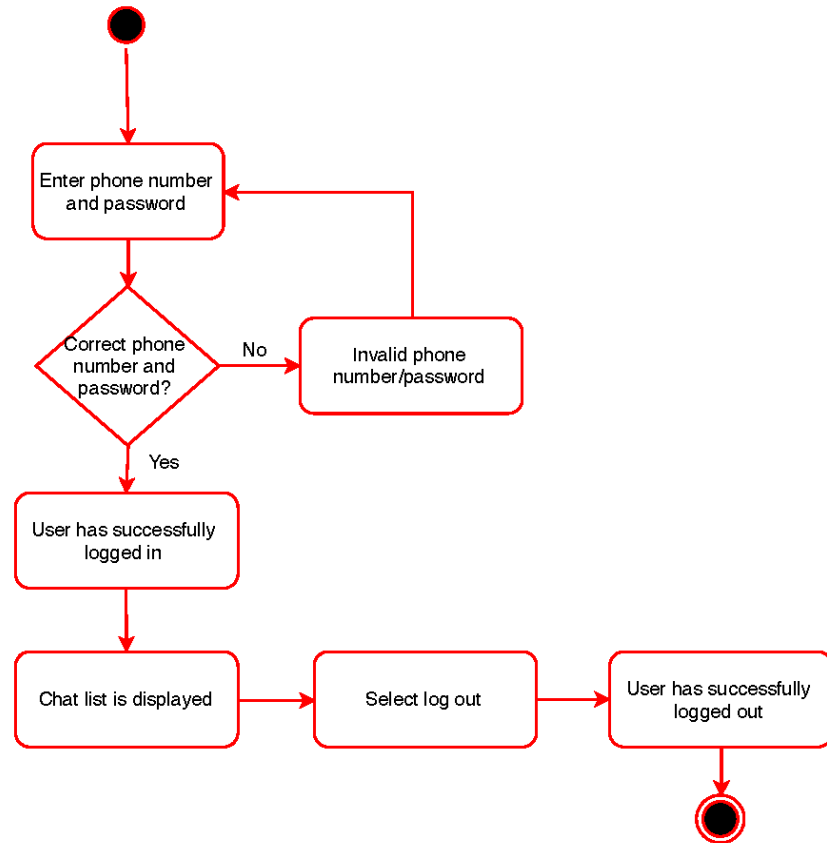 Enter phone number
and password
Correct phone
number and
password?
No
Invalid phone
number/password
Yes
User has successfully
logged in
Chat list is displayed
Select log out
User has successfully
logged out